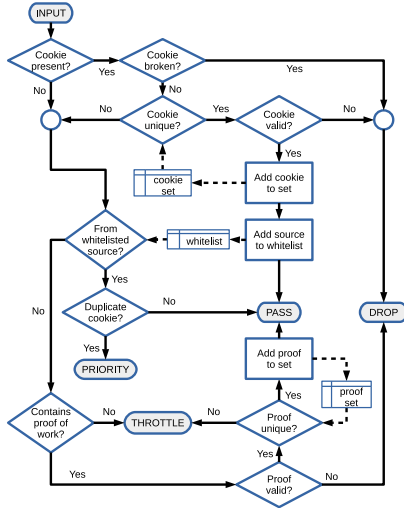 INPUT
Cookie
present?
Cookie
broken?
Yes
Yes
No
No
Cookie
unique?
Cookie
valid?
No
Yes
No
Yes
cookie
set
Add cookie
to set
From
whitelisted
source?
whitelist
Add source
to whitelist
Yes
No
Duplicate
cookie?
No
PASS
DROP
Yes
PRIORITY
Add proof
to set
proof
set
Yes
Contains
proof of
work?
No
THROTTLE
No
Proof
unique?
Yes
Yes
Proof
valid?
No